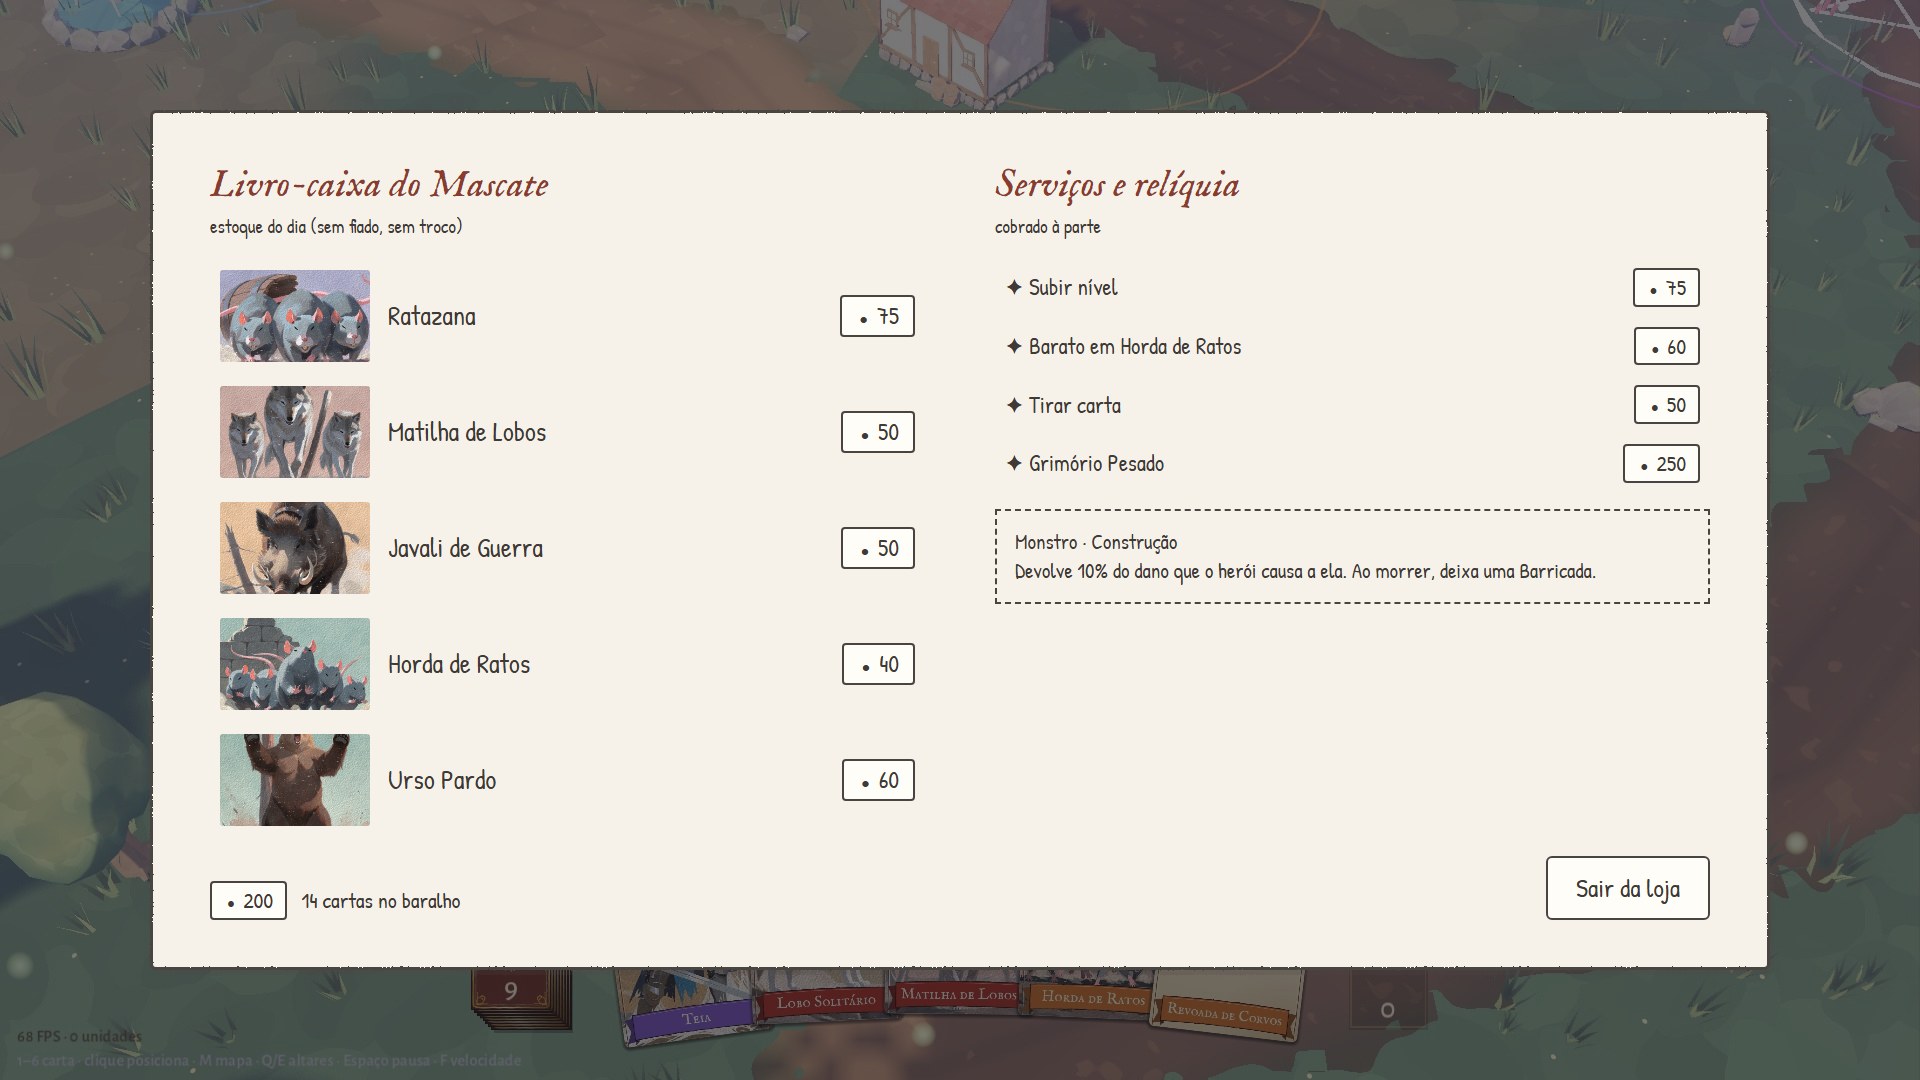 Livro-caixa do Mascate
estoque do dia (sem fiado, sem troco)
Ratazana
• 75
Matilha de Lobos
• 50
Javali de Guerra
• 50
Horda de Ratos
• 40
Urso Pardo
• 60
• 200
14 cartas no baralho
Serviços e relíquia
cobrado à parte
✦ Subir nível
• 75
✦ Barato em Horda de Ratos
• 60
✦ Tirar carta
• 50
✦ Grimório Pesado
• 250
Monstro · Construção
Devolve 10% do dano que o herói causa a ela. Ao morrer, deixa uma Barricada.
Sair da loja
9
Teia
Lobo Solitário
Matilha de Lobos
Horda de Ratos
Revoada de Corvos
0
68 FPS · 0 unidades
1–6 carta · clique posiciona · M mapa · Q/E altares · Espaço pausa · F velocidade